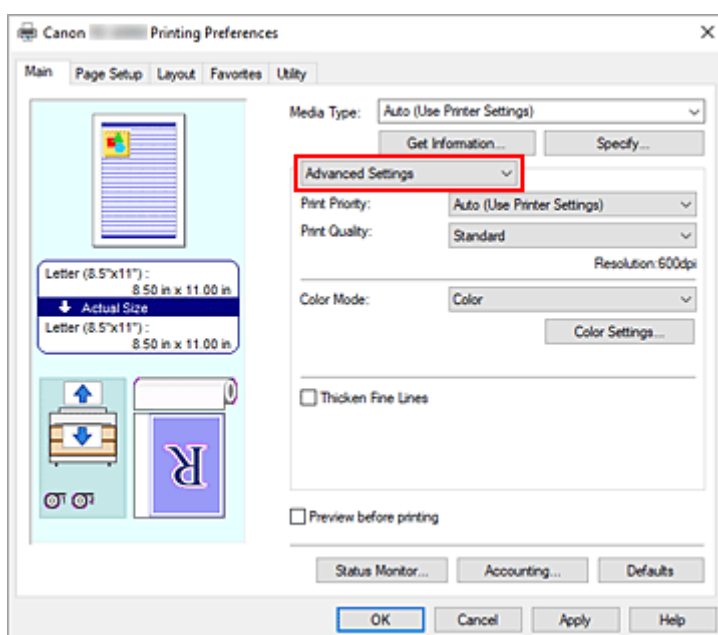 Canon Printing Preferences
Main Page Setup Layout Favorites Utility
Media Type: Auto (Use Printer Settings)
Get Information... Specify...
Advanced Settings
Print Priority: Auto (Use Printer Settings)
Print Quality: Standard
Resolution:600dpi
Letter (8.5"x11") :
8.50 in x 11.00 in
Actual Size
Letter (8.5"x11") :
8.50 in x 11.00 in
Color Mode: Color
Color Settings...
Thicken Fine Lines
R
Preview before printing
Status Monitor... Accounting... Defaults
OK Cancel Apply Help